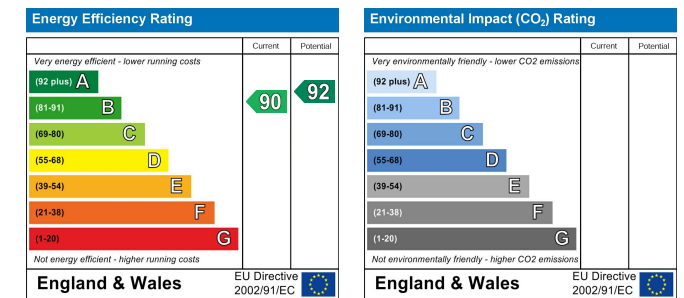 Energy Efficiency Rating
Current Potential
Very energy efficient - lower running costs
(92 plus) A
(81-91) B
(69-80) C
(55-68) D
(39-54) E
(21-38) F
(1-20) G
90
92
Not energy efficient - higher running costs
England & Wales
EU Directive
2002/91/EC
Environmental Impact (CO₂) Rating
Current Potential
Very environmentally friendly - lower CO2 emissions
(92 plus) A
(81-91) B
(69-80) C
(55-68) D
(39-54) E
(21-38) F
(1-20) G
Not environmentally friendly - higher CO2 emissions
England & Wales
EU Directive
2002/91/EC